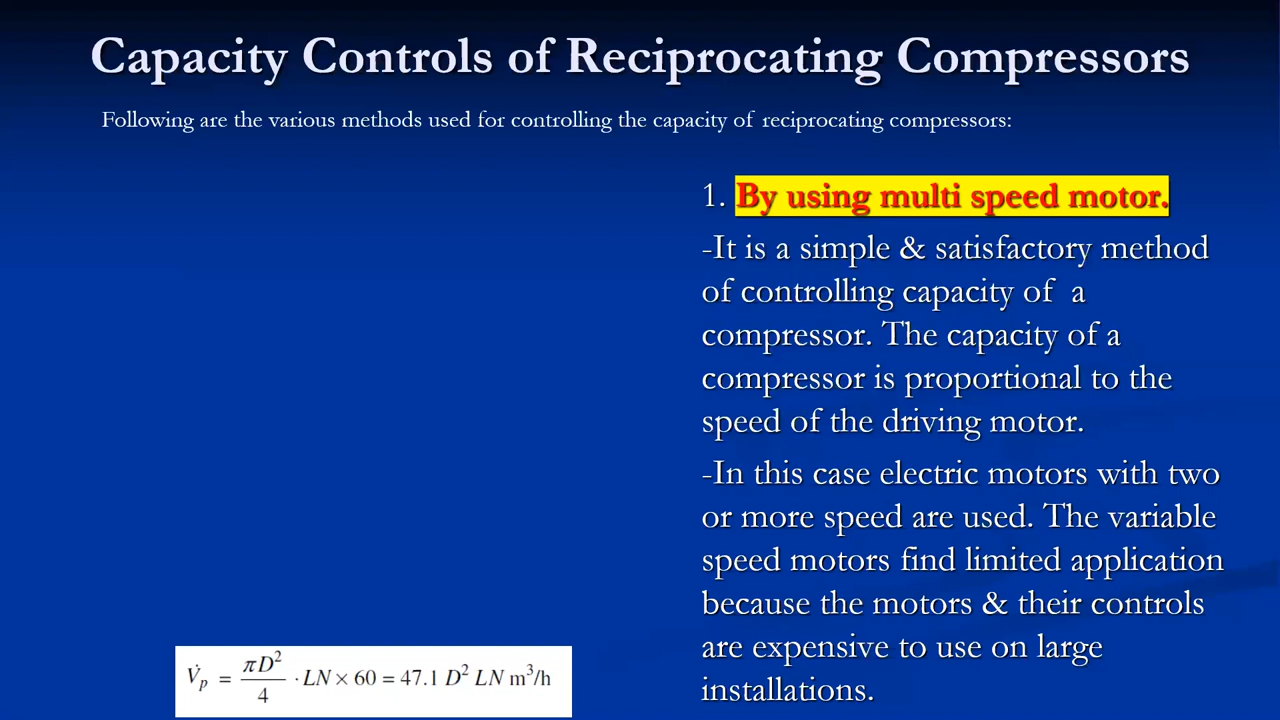 Capacity Controls of Reciprocating Compressors
Following are the various methods used for controlling the capacity of reciprocating compressors:
1. By using multi speed motor.
-It is a simple & satisfactory method
of controlling capacity of a
compressor. The capacity of a
compressor is proportional to the
speed of the driving motor.
-In this case electric motors with two
or more speed are used. The variable
speed motors find limited application
because the motors & their controls
are expensive to use on large
installations.
V̇p = πD²/4 · LN × 60 = 47.1 D² LN m³/h